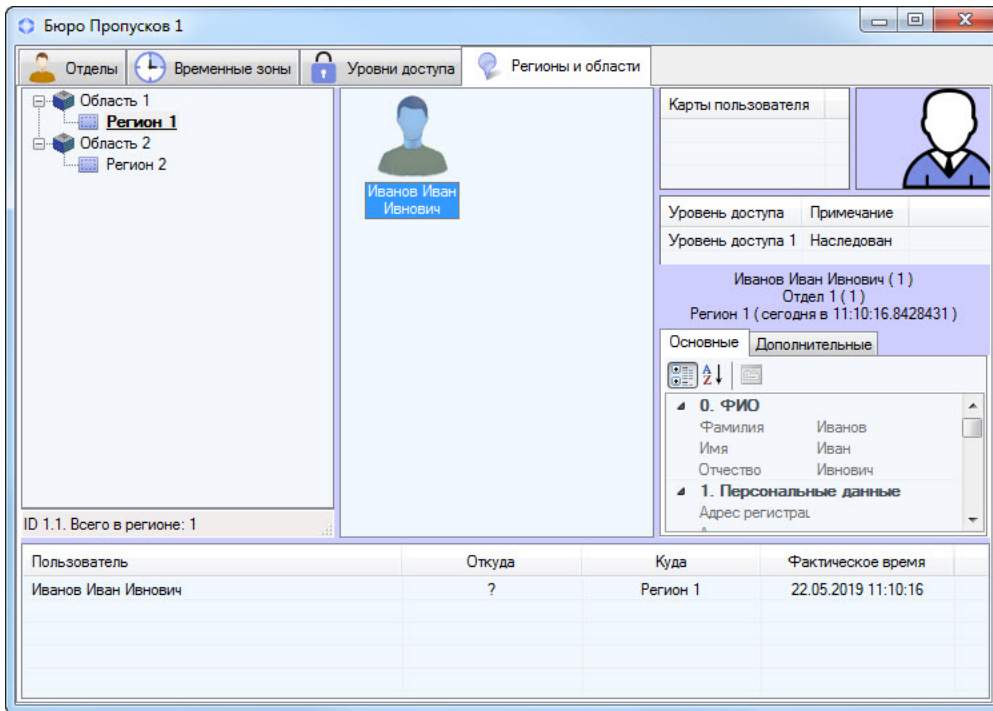 Бюро Пропусков 1
Отделы Временные зоны Уровни доступа Регионы и области
Область 1
Регион 1
Область 2
Регион 2
ID 1.1. Всего в регионе: 1
Иванов Иван
Ивнович
Карты пользователя
Уровень доступа Примечание
Уровень доступа 1 Наследован
Иванов Иван Ивнович ( 1 )
Отдел 1 ( 1 )
Регион 1 ( сегодня в 11:10:16.8428431 )
Основные Дополнительные
0. ФИО
Фамилия Иванов
Имя Иван
Отчество Ивнович
1. Персональные данные
Адрес регистрац
Пользователь Откуда Куда Фактическое время
Иванов Иван Ивнович ? Регион 1 22.05.2019 11:10:16